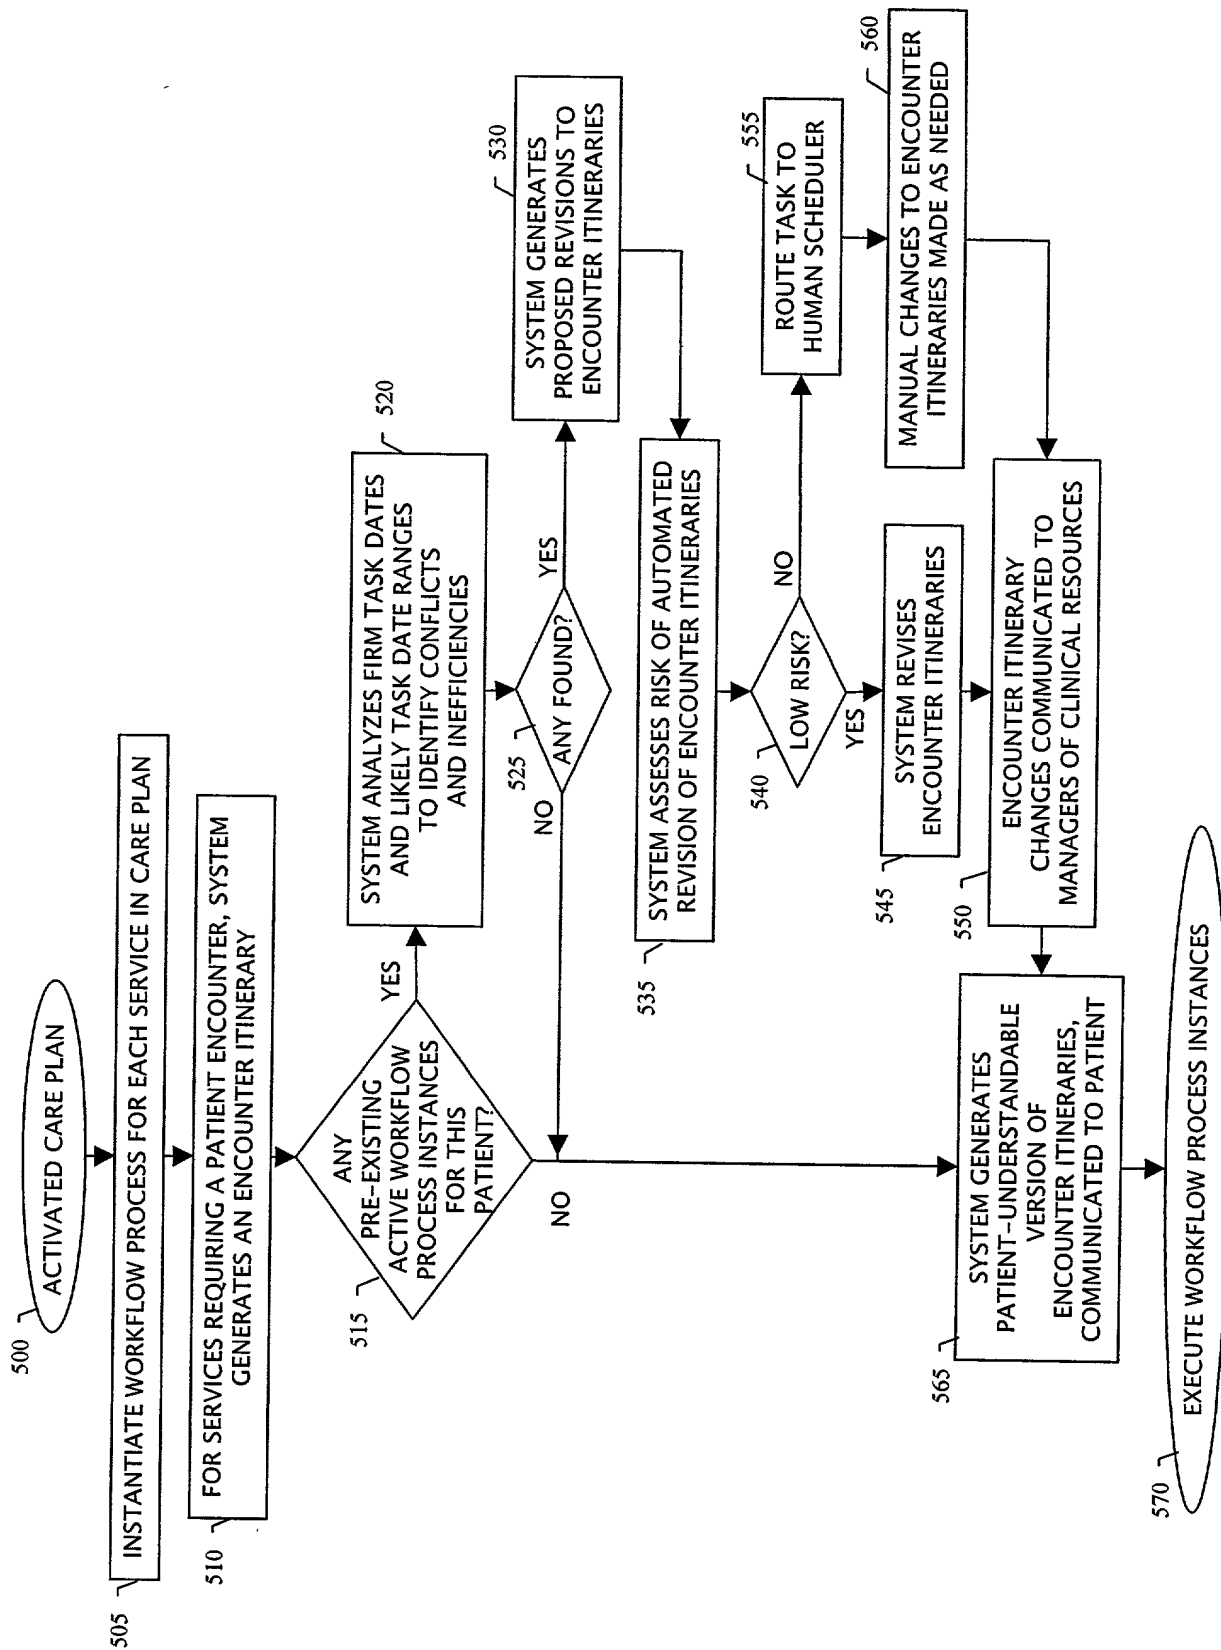 500
ACTIVATED CARE PLAN
505
INSTANTIATE WORKFLOW PROCESS FOR EACH SERVICE IN CARE PLAN
510
FOR SERVICES REQUIRING A PATIENT ENCOUNTER, SYSTEM
GENERATES AN ENCOUNTER ITINERARY
515
ANY
PRE-EXISTING
ACTIVE WORKFLOW
PROCESS INSTANCES
FOR THIS
PATIENT?
YES
NO
520
SYSTEM ANALYZES FIRM TASK DATES
AND LIKELY TASK DATE RANGES
TO IDENTIFY CONFLICTS
AND INEFFICIENCIES
525
ANY FOUND?
NO
YES
530
SYSTEM GENERATES
PROPOSED REVISIONS TO
ENCOUNTER ITINERARIES
535
SYSTEM ASSESSES RISK OF AUTOMATED
REVISION OF ENCOUNTER ITINERARIES
540
LOW RISK?
NO
YES
555
ROUTE TASK TO
HUMAN SCHEDULER
560
MANUAL CHANGES TO ENCOUNTER
ITINERARIES MADE AS NEEDED
545
SYSTEM REVISES
ENCOUNTER ITINERARIES
550
ENCOUNTER ITINERARY
CHANGES COMMUNICATED TO
MANAGERS OF CLINICAL RESOURCES
565
SYSTEM GENERATES
PATIENT-UNDERSTANDABLE
VERSION OF
ENCOUNTER ITINERARIES,
COMMUNICATED TO PATIENT
570
EXECUTE WORKFLOW PROCESS INSTANCES